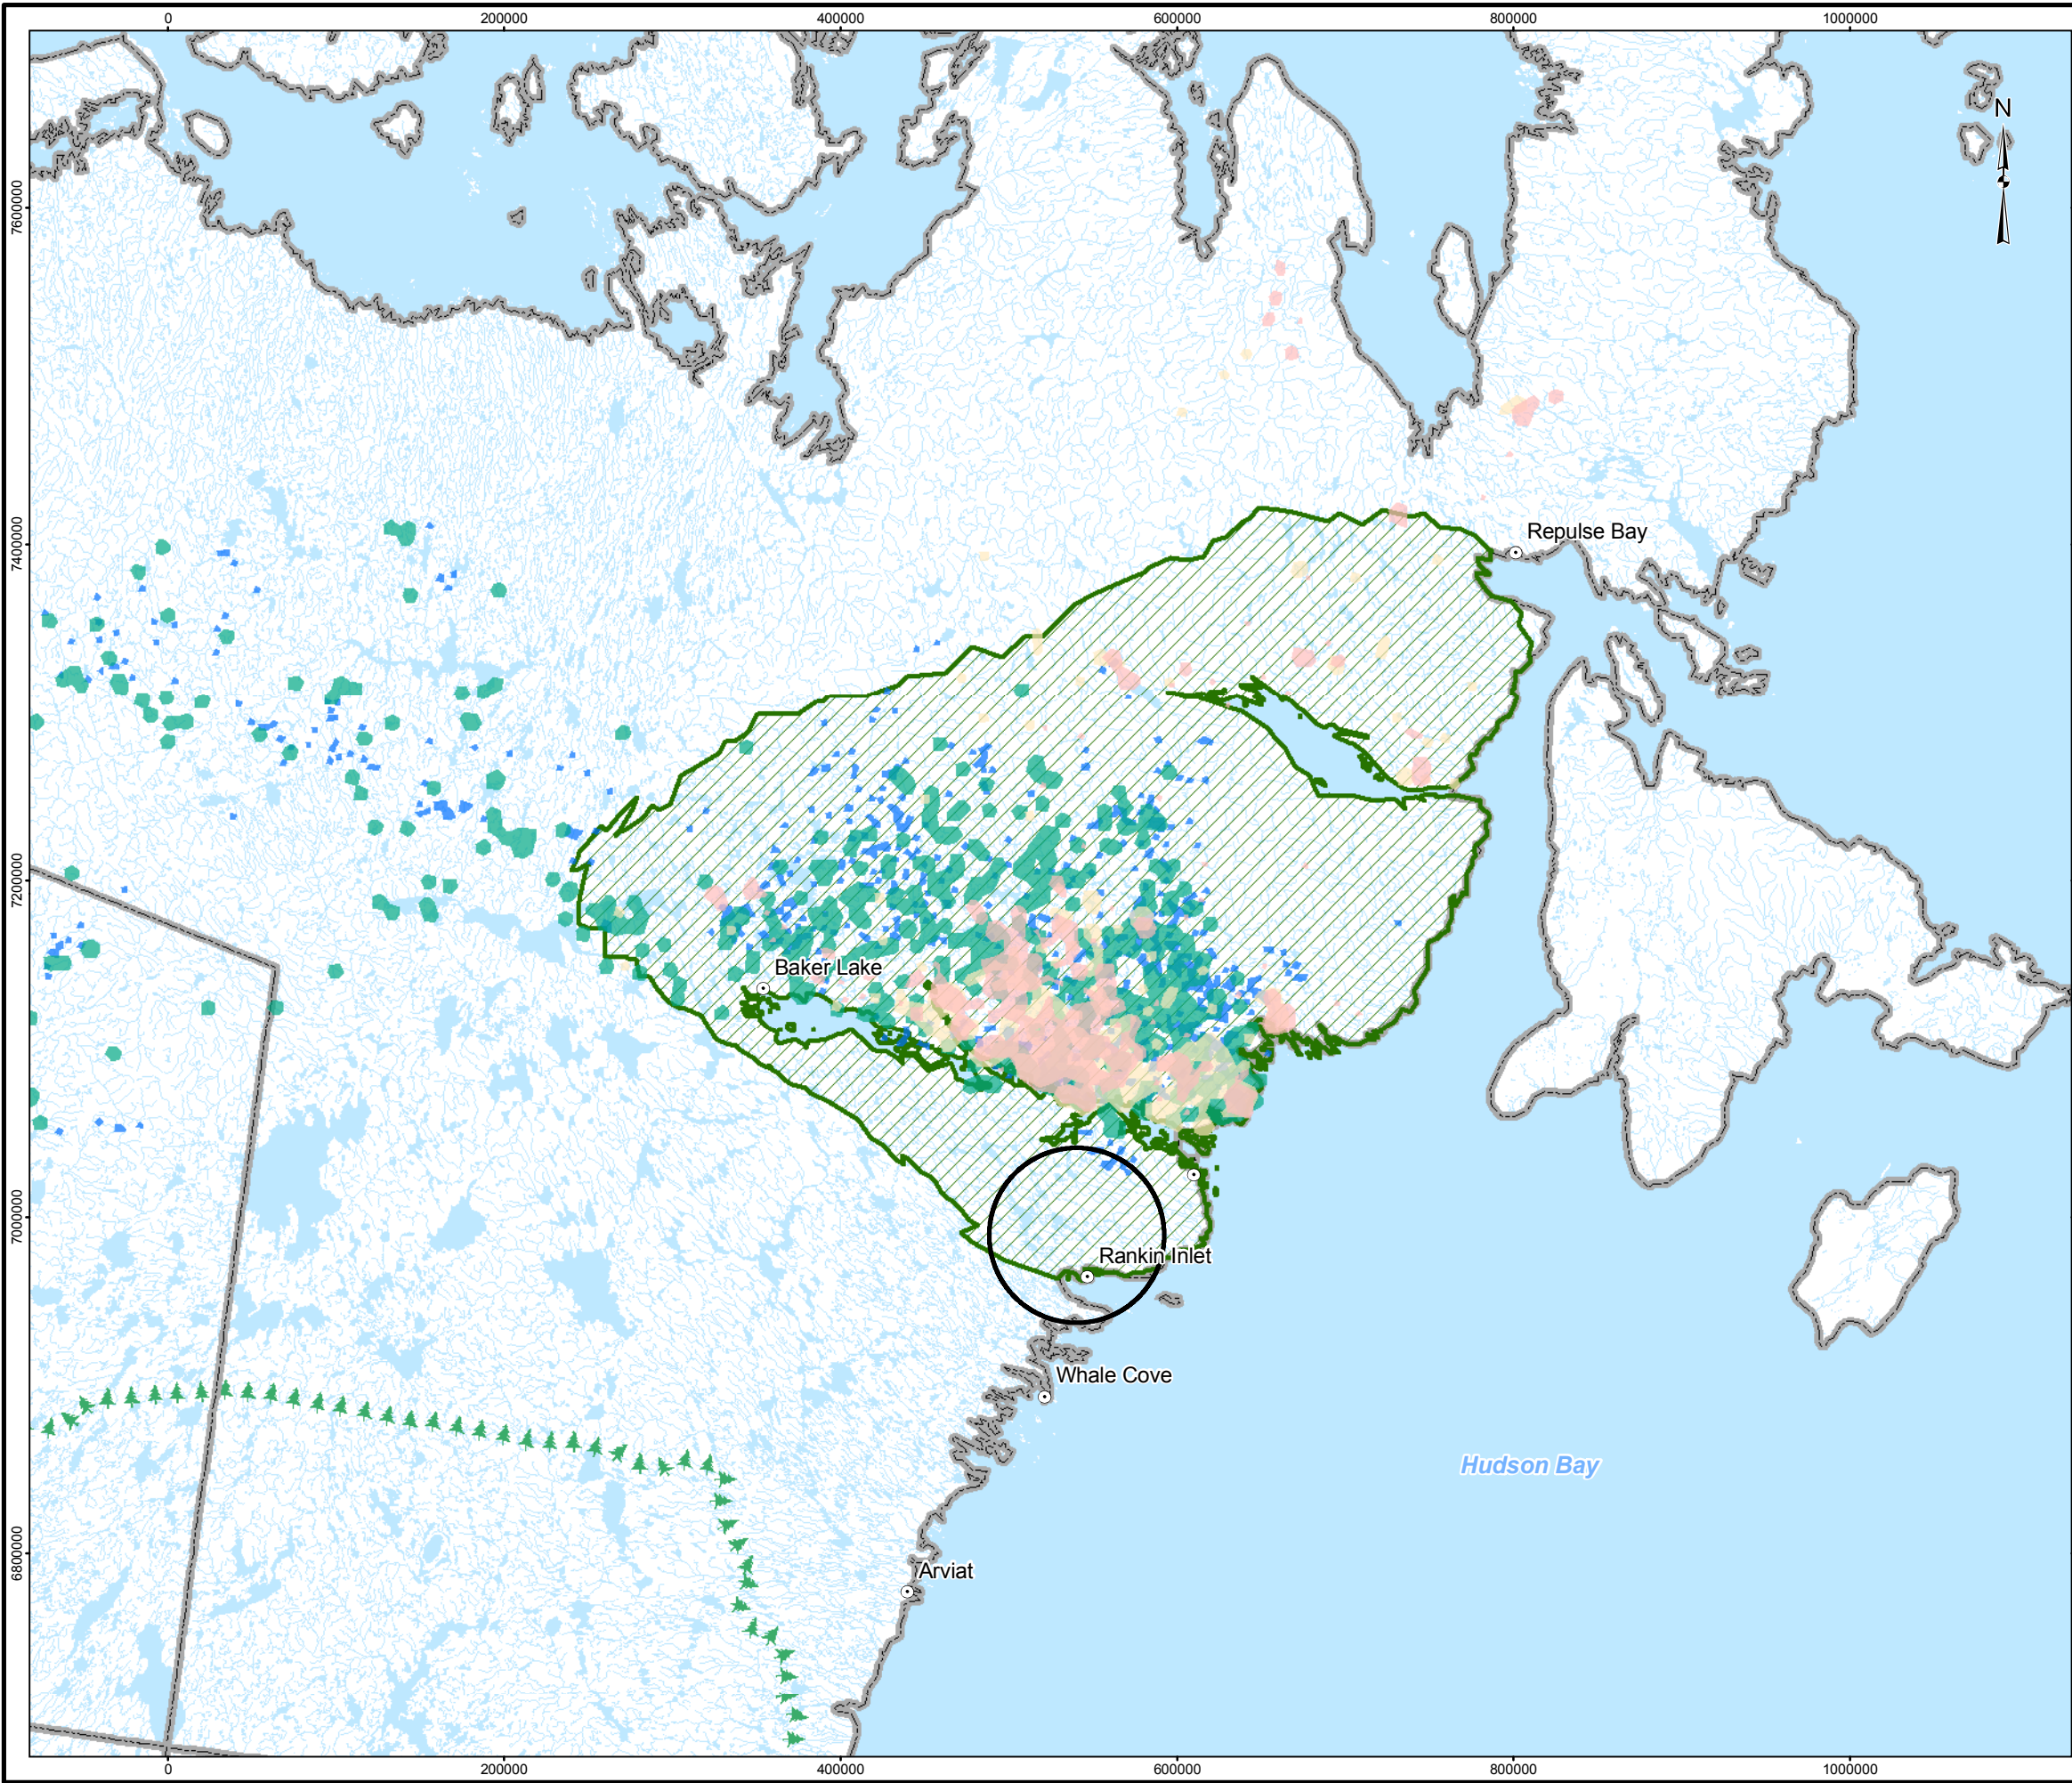 0 200000 400000 600000 800000 1000000
N
7600000
7400000
7200000
7000000
6800000
Repulse Bay
Baker Lake
Rankin Inlet
Whale Cove
Hudson Bay
Arviat
0 200000 400000 600000 800000 1000000